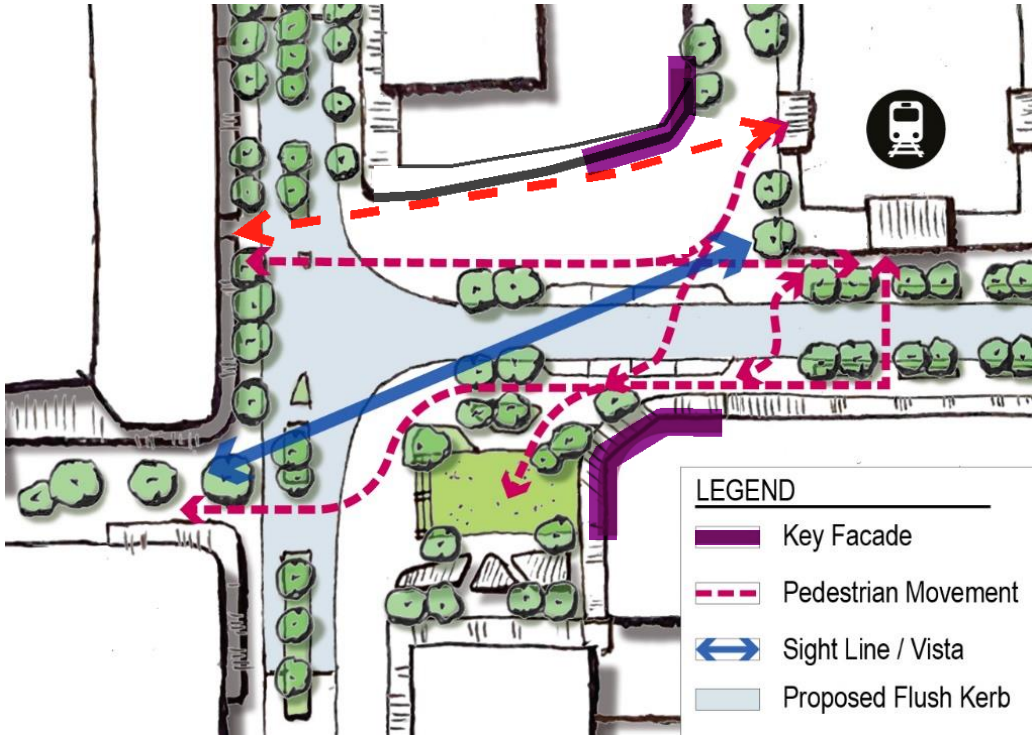 LEGEND
Key Facade
Pedestrian Movement
Sight Line / Vista
Proposed Flush Kerb